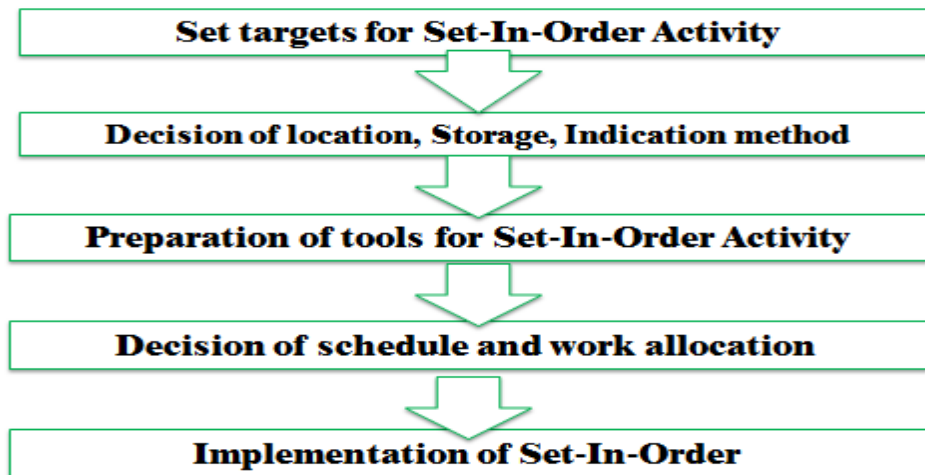 Set targets for Set-In-Order Activity
Decision of location, Storage, Indication method
Preparation of tools for Set-In-Order Activity
Decision of schedule and work allocation
Implementation of Set-In-Order